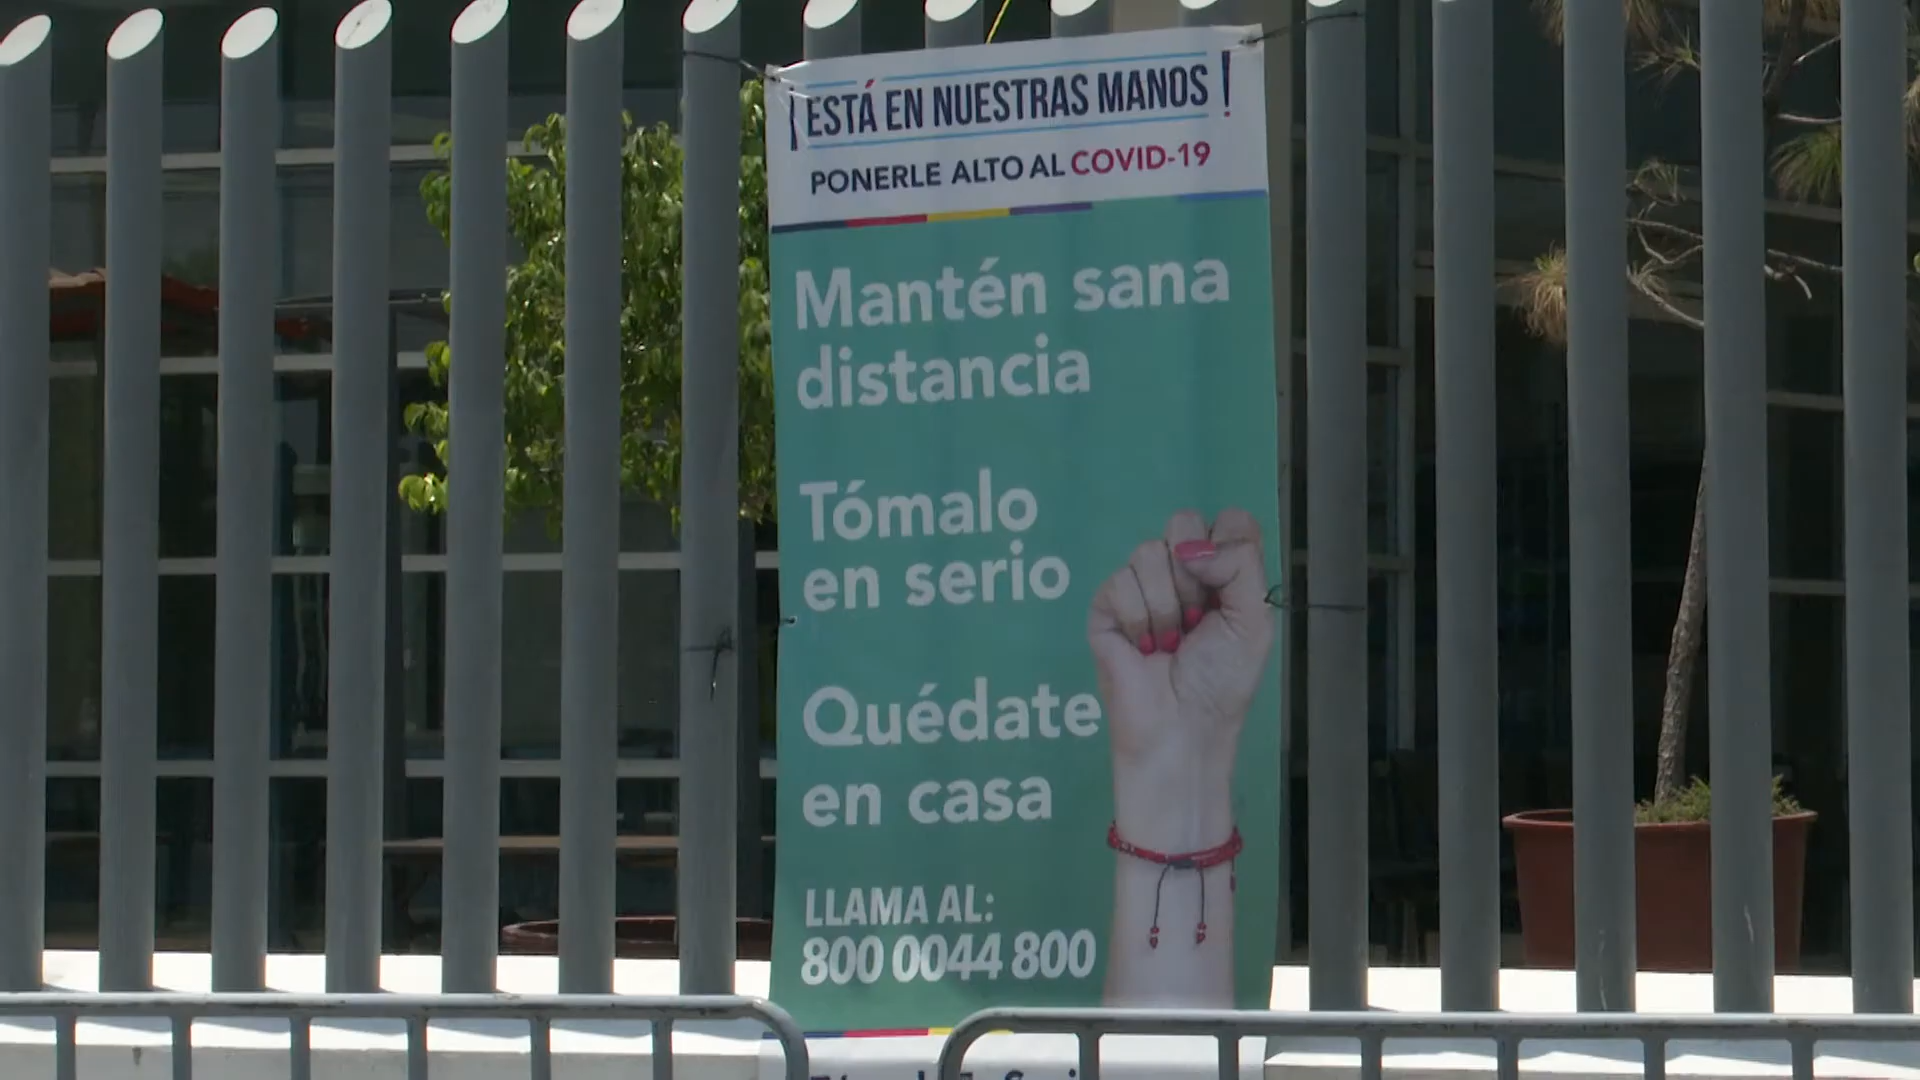 ¡ESTÁ EN NUESTRAS MANOS!
PONERLE ALTO AL COVID-19
Mantén sana
distancia
Tómalo
en serio
Quédate
en casa
LLAMA AL:
800 0044 800